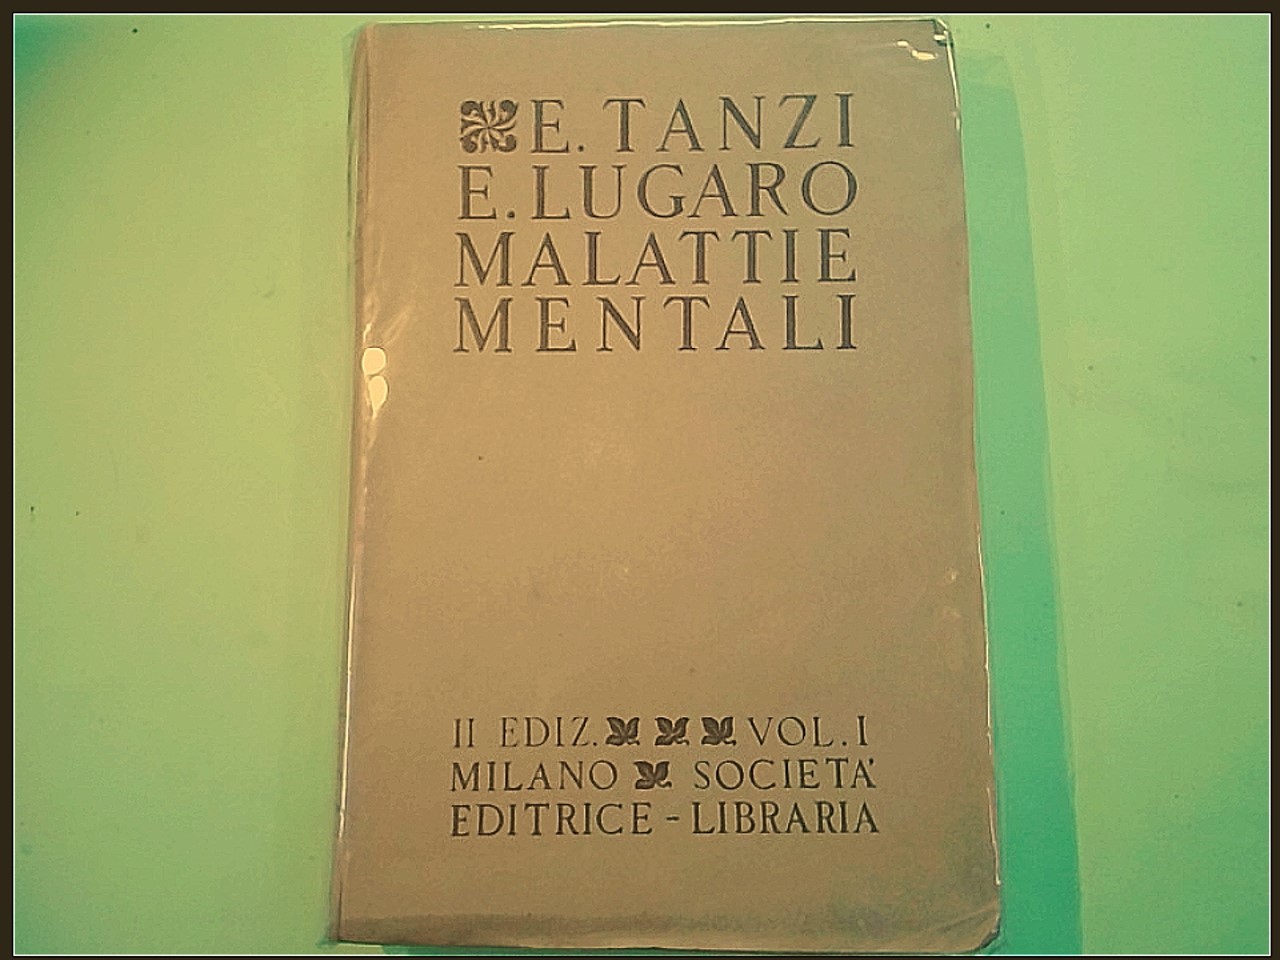 E. TANZI
E. LUGARO
MALATTIE
MENTALI
II EDIZ. VOL. I
MILANO SOCIETA'
EDITRICE - LIBRARIA